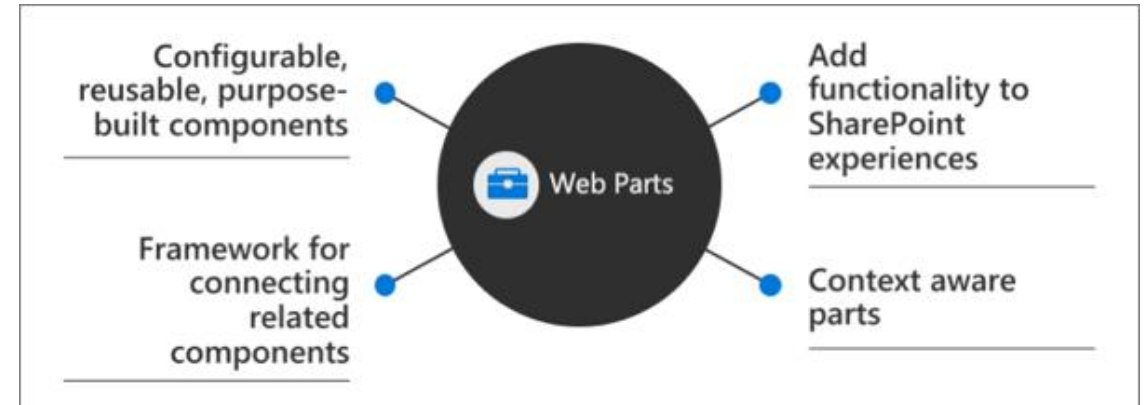 Configurable,
reusable, purpose-
built components
Add
functionality to
SharePoint
experiences
Web Parts
Framework for
connecting
related
components
Context aware
parts